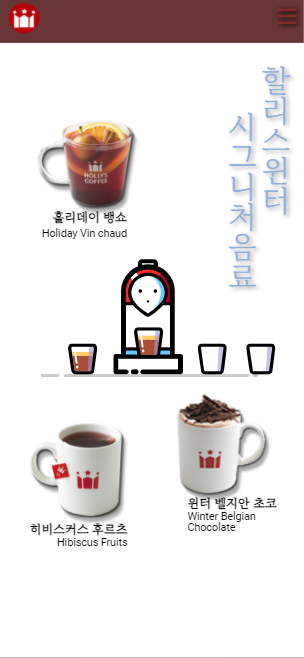 할리스윈터
시그니처음료
HOLLYS
COFFEE
홀리데이 뱅쇼
Holiday Vin chaud
히비스커스 후르츠
Hibiscus Fruits
윈터 벨지안 초코
Winter Belgian
Chocolate